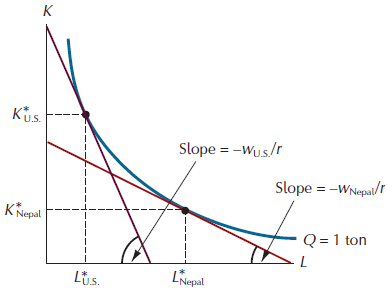 K
K*U.S.
Slope = −wU.S./r
Slope = −wNepal/r
K*Nepal
Q = 1 ton
L
L*U.S.
L*Nepal